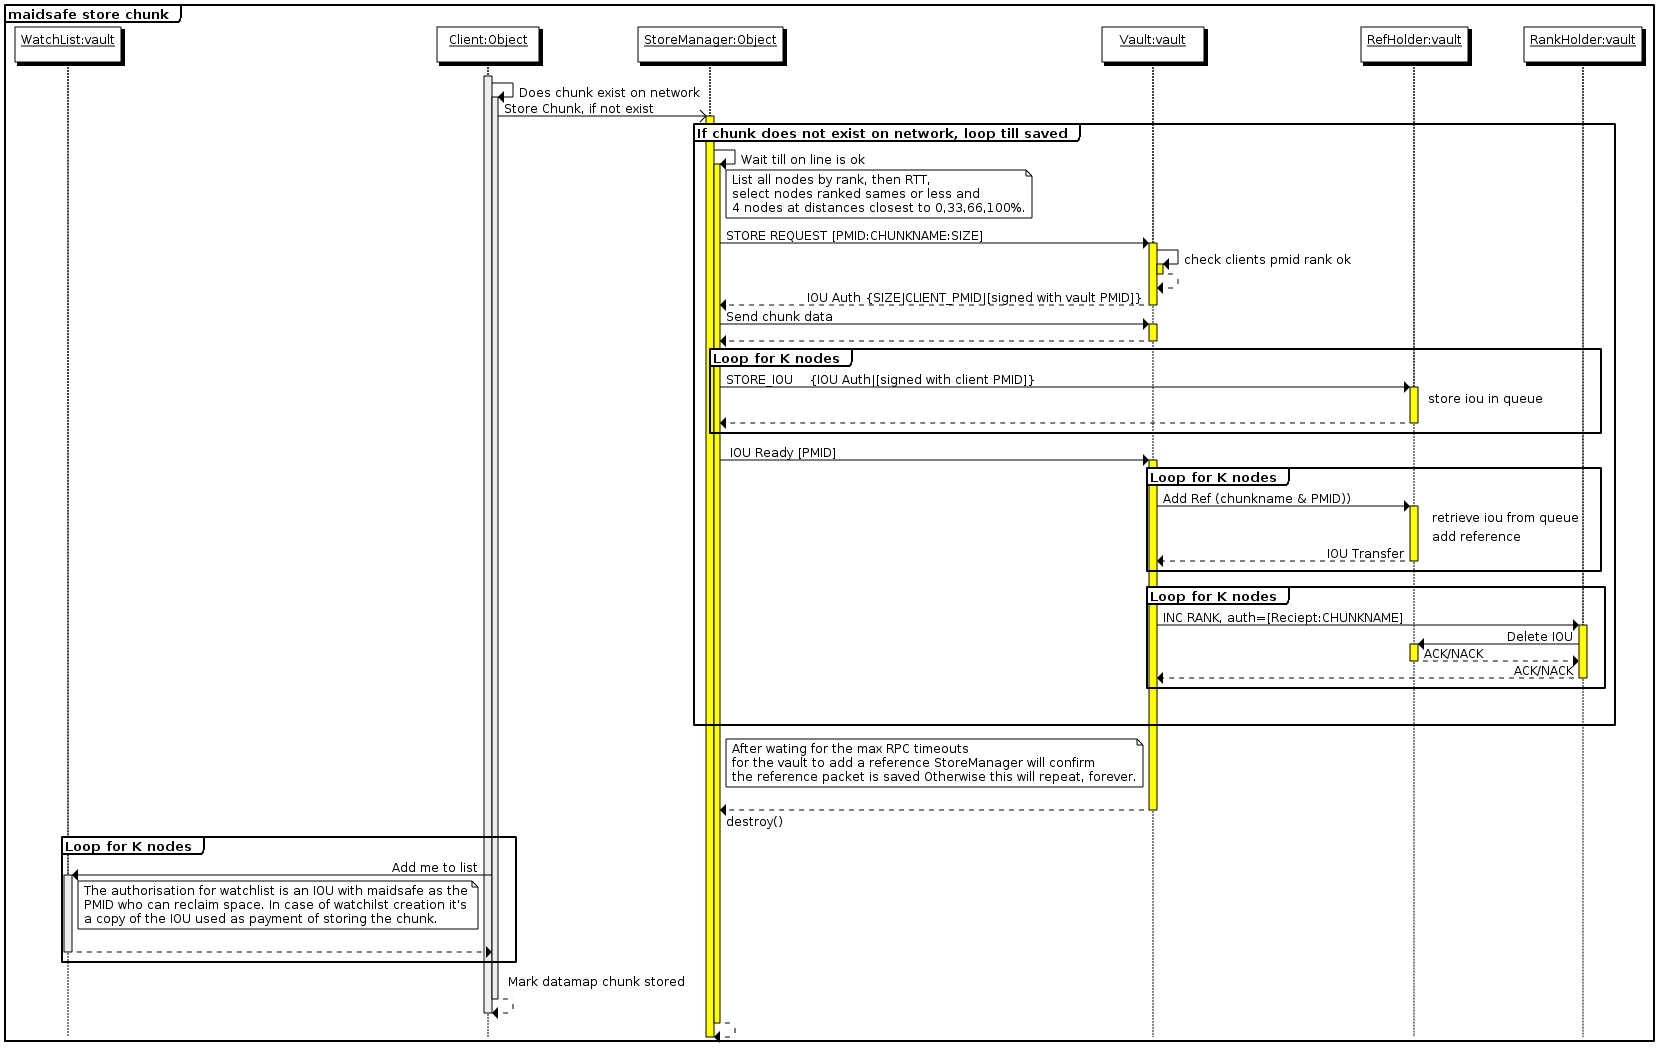 maidsafe store chunk
WatchList:vault
Client:Object
StoreManager:Object
Vault:vault
RefHolder:vault
RankHolder:vault
Does chunk exist on network
Store Chunk, if not exist
If chunk does not exist on network, loop till saved
Wait till on line is ok
List all nodes by rank, then RTT,
select nodes ranked sames or less and
4 nodes at distances closest to 0,33,66,100%.
STORE REQUEST [PMID:CHUNKNAME:SIZE]
check clients pmid rank ok
IOU Auth {SIZE|CLIENT_PMID|[signed with vault PMID]}
Send chunk data
Loop for K nodes
STORE_IOU {IOU Auth|[signed with client PMID]}
store iou in queue
IOU Ready [PMID]
Loop for K nodes
Add Ref (chunkname & PMID))
retrieve iou from queue
add reference
IOU Transfer
Loop for K nodes
INC RANK, auth=[Reciept:CHUNKNAME]
Delete IOU
ACK/NACK
ACK/NACK
After wating for the max RPC timeouts
for the vault to add a reference StoreManager will confirm
the reference packet is saved Otherwise this will repeat, forever.
destroy()
Loop for K nodes
Add me to list
The authorisation for watchlist is an IOU with maidsafe as the
PMID who can reclaim space. In case of watchilst creation it's
a copy of the IOU used as payment of storing the chunk.
Mark datamap chunk stored